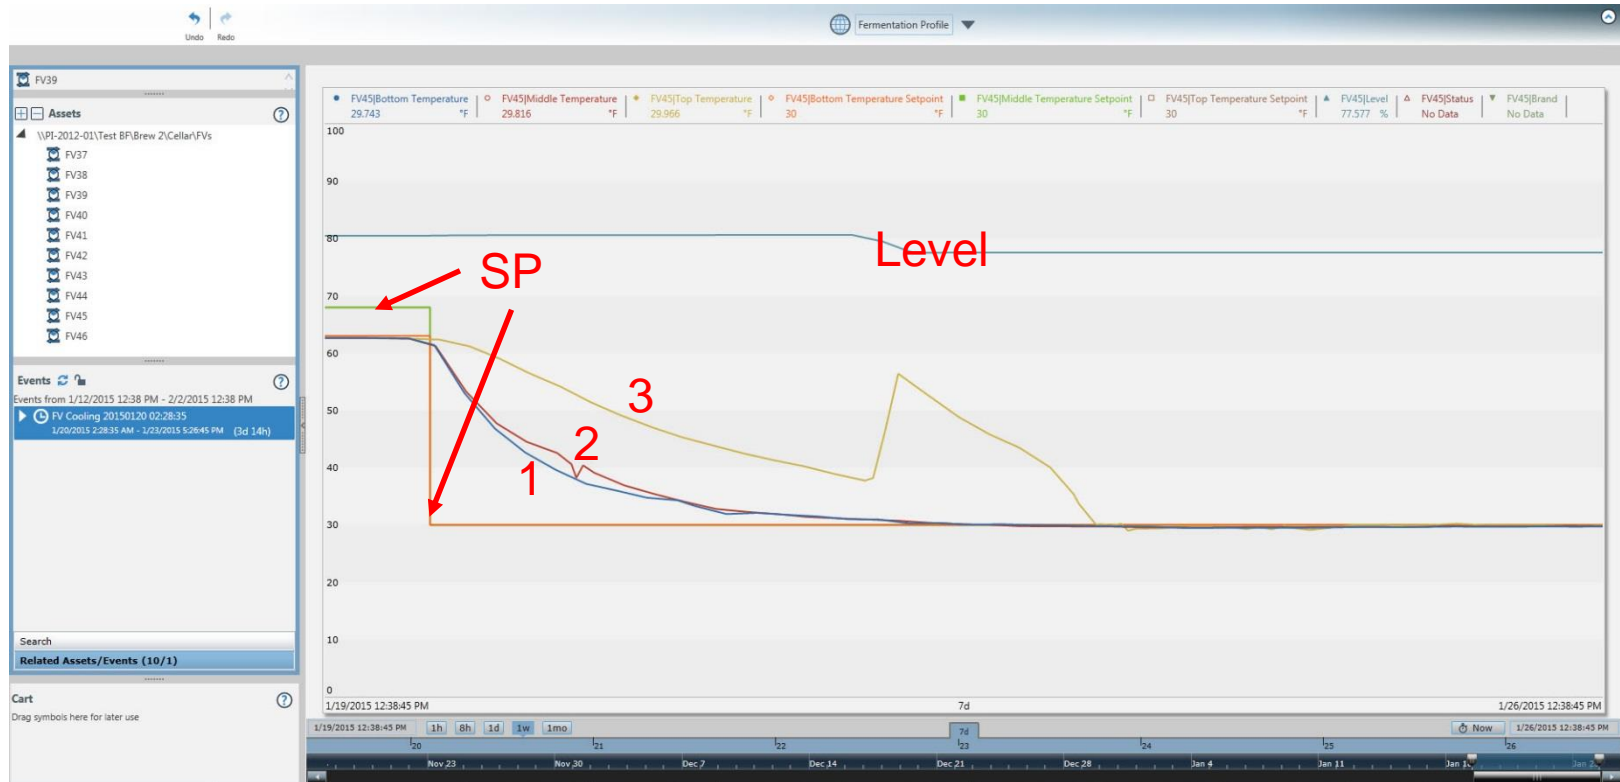 Undo Redo
Fermentation Profile
FV39
Assets
\\PI-2012-01\Test BF\Brew 2\Cellar\FVs
FV37
FV38
FV39
FV40
FV41
FV42
FV43
FV44
FV45
FV46
Events
Events from 1/12/2015 12:38 PM - 2/2/2015 12:38 PM
FV Cooling 20150120 02:28:35
1/20/2015 2:28:35 AM - 1/23/2015 5:26:45 PM (3d 14h)
Search
Related Assets/Events (10/1)
Cart
Drag symbols here for later use
FV45|Bottom Temperature FV45|Middle Temperature FV45|Top Temperature FV45|Bottom Temperature Setpoint FV45|Middle Temperature Setpoint FV45|Top Temperature Setpoint FV45|Level FV45|Status FV45|Brand
29.743 °F 29.816 °F 29.966 °F 30 °F 30 °F 30 °F 77.577 % No Data No Data
100
90
80
Level
SP
70
60
50
3
2
40
1
30
20
10
0
1/19/2015 12:38:45 PM 7d 1/26/2015 12:38:45 PM
1/19/2015 12:38:45 PM 1h 8h 1d 1w 1mo 7d Now 1/26/2015 12:38:45 PM
20 21 22 23 24 25 26
Nov 23 Nov 30 Dec 7 Dec 14 Dec 21 Dec 28 Jan 4 Jan 11